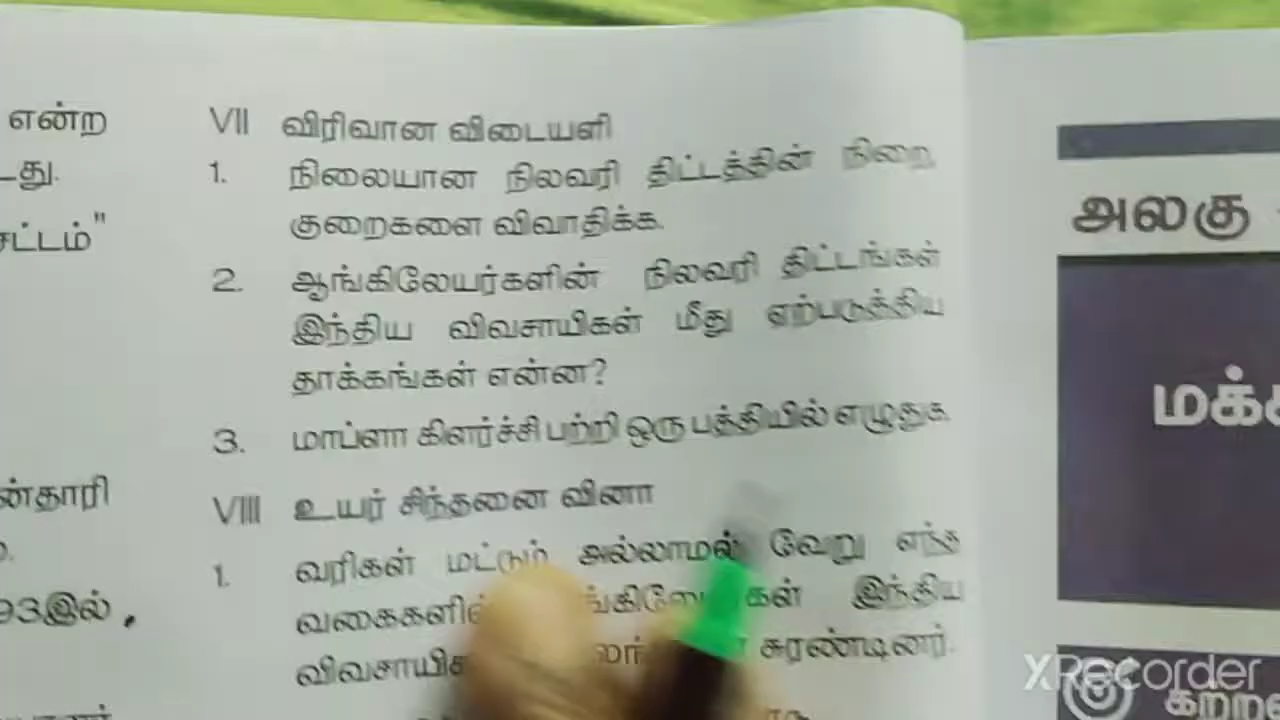 என்ற
டது.
சட்டம்"
ன்தாரி
93இல் ,
VII விரிவான விடையளி
1. நிலையான நிலவரி திட்டத்தின் நிறை,
குறைகளை விவாதிக்க.
2. ஆங்கிலேயர்களின் நிலவரி திட்டங்கள்
இந்திய விவசாயிகள் மீது ஏற்படுத்திய
தாக்கங்கள் என்ன?
3. மாப்ளா கிளர்ச்சி பற்றி ஒரு பத்தியில் எழுதுக.
VIII உயர் சிந்தனை வினா
1. வரிகள் மட்டும் அல்லாமல் வேறு எந்த
இந்திய
சுரண்டினர்.
அலகு
மக்க
கற்ற
XRecorder